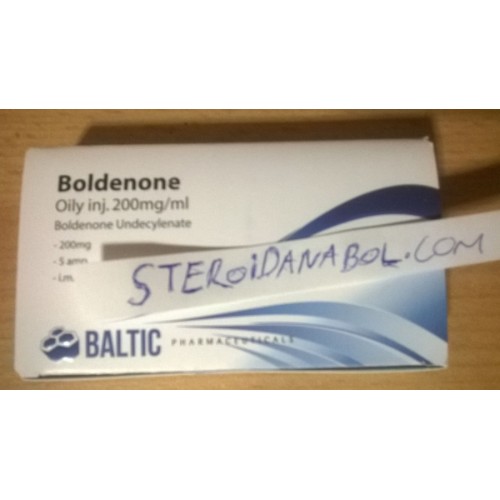 Boldenone
Oily inj. 200mg/ml
Boldenone Undecylenate
- 200mg
- 5 amp
- i.m.
STEROIDANABOL.COM
BALTIC PHARMACEUTICALS